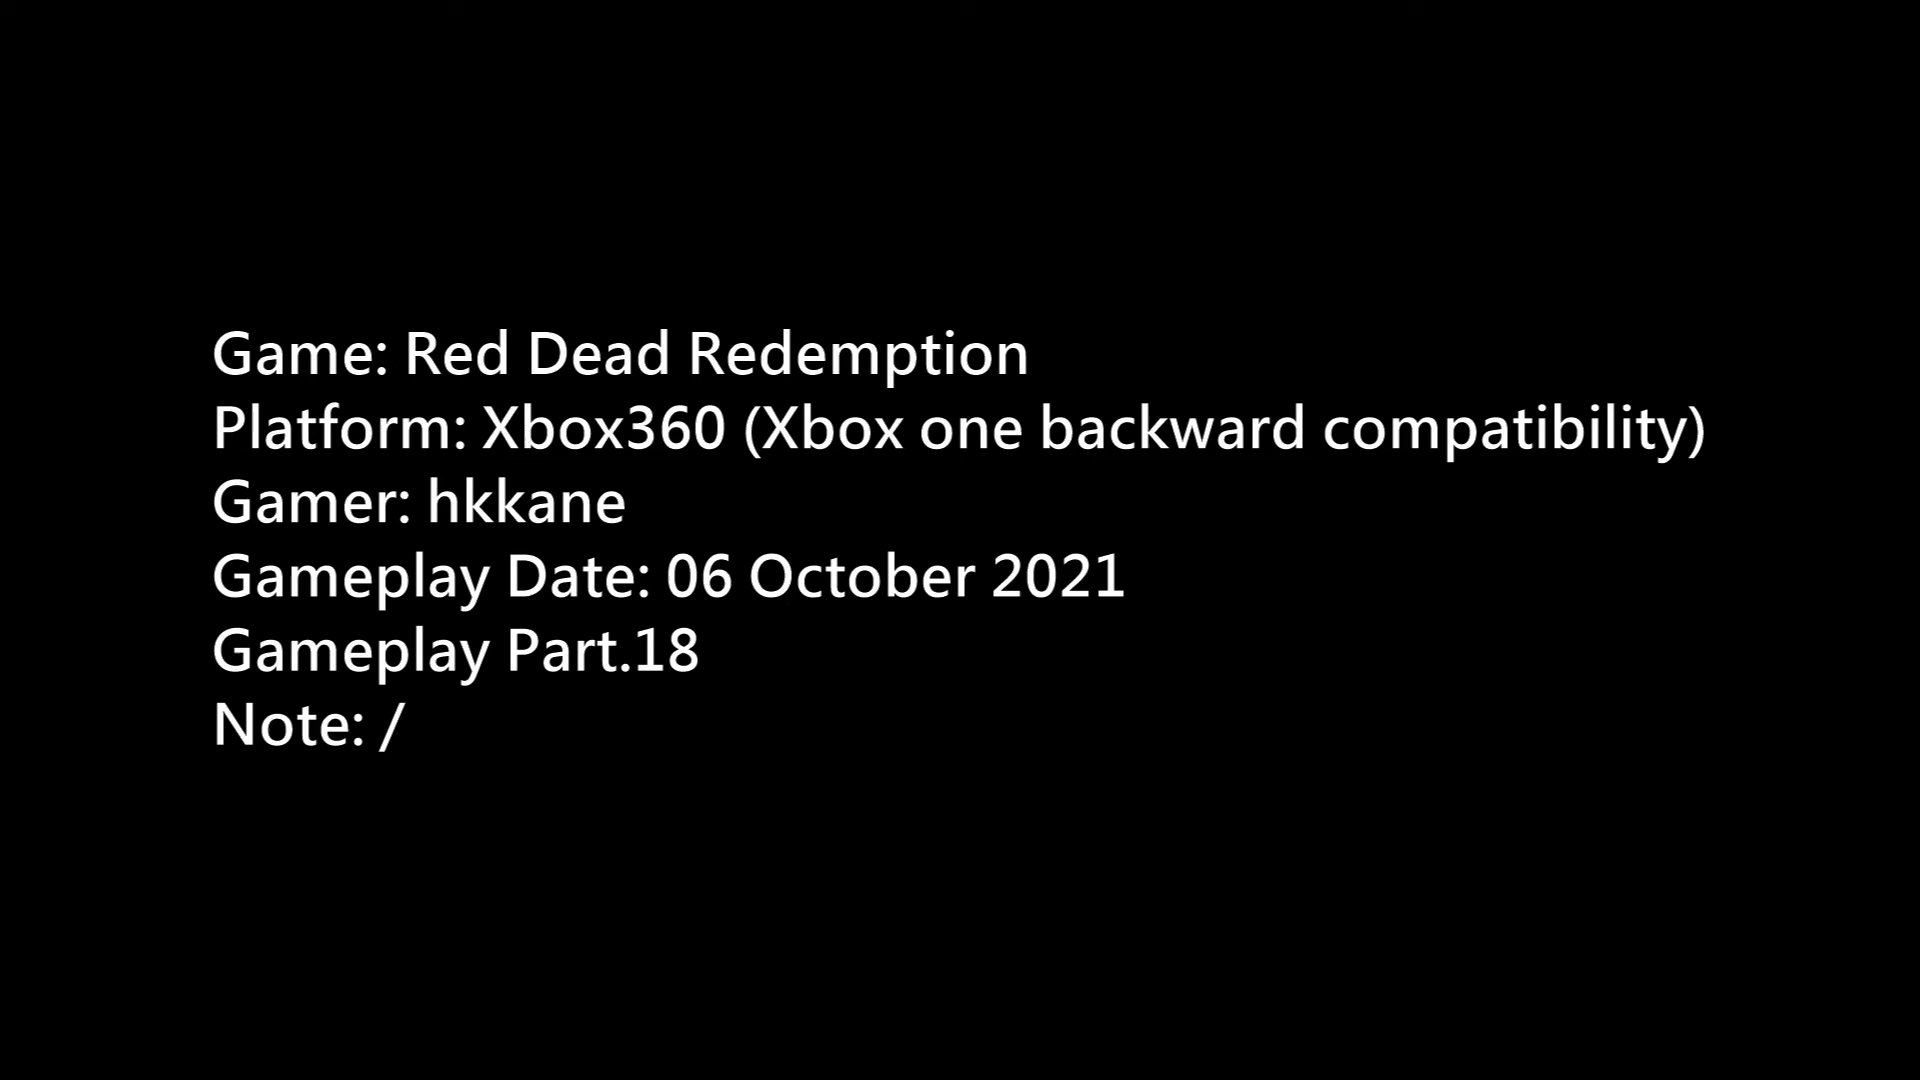 Game: Red Dead Redemption
Platform: Xbox360 (Xbox one backward compatibility)
Gamer: hkkane
Gameplay Date: 06 October 2021
Gameplay Part.18
Note: /